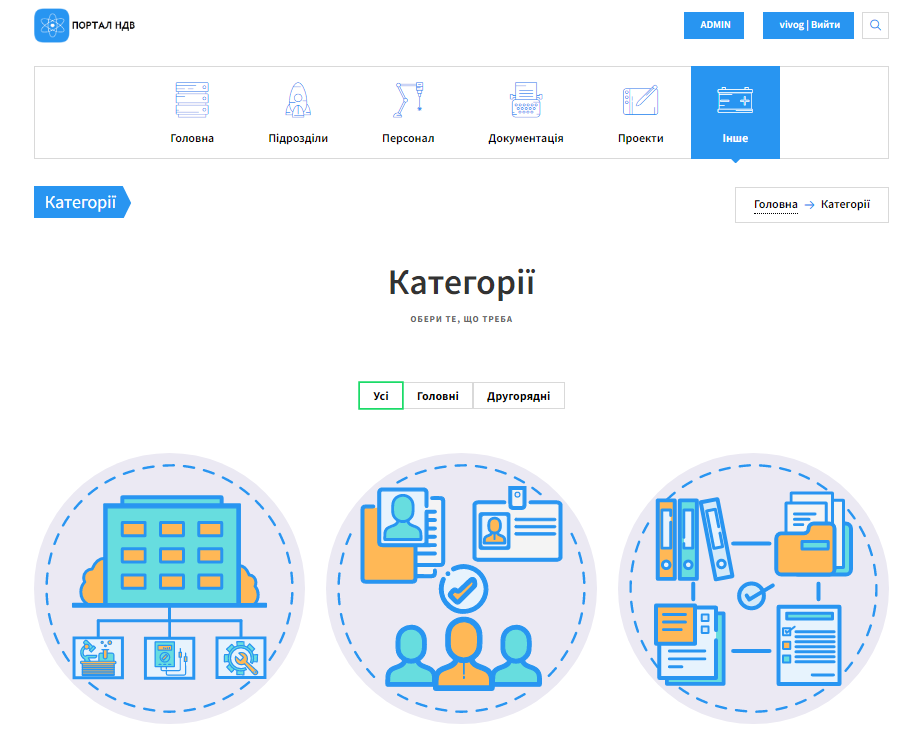 ПОРТАЛ НДВ
ADMIN
vivog | Вийти
Головна
Підрозділи
Персонал
Документація
Проекти
Інше
Категорії
Головна → Категорії
Категорії
ОБЕРИ ТЕ, ЩО ТРЕБА
Усі
Головні
Другорядні